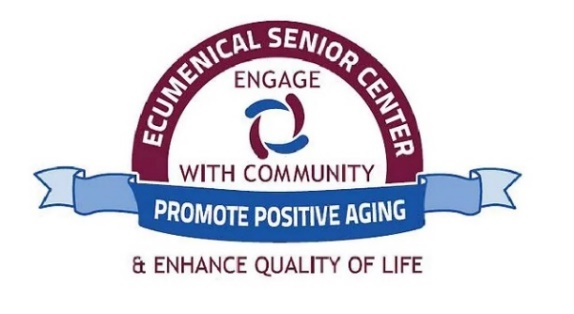 ECUMENICAL SENIOR CENTER
ENGAGE
WITH COMMUNITY
PROMOTE POSITIVE AGING
& ENHANCE QUALITY OF LIFE